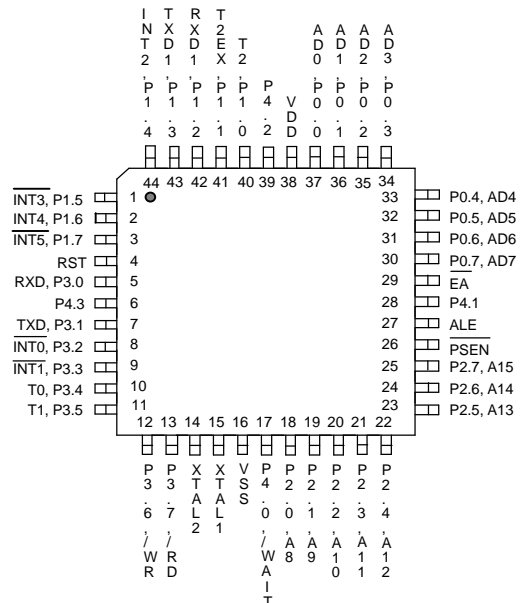 INT2,P1.4
TXD1,P1.3
RXD1,P1.2
T2EX,P1.1
T2,P1.0
P4.2
VDD
AD0,P0.0
AD1,P0.1
AD2,P0.2
AD3,P0.3
44 43 42 41 40 39 38 37 36 35 34
INT3, P1.5 1
INT4, P1.6 2
INT5, P1.7 3
RST 4
RXD, P3.0 5
P4.3 6
TXD, P3.1 7
INT0, P3.2 8
INT1, P3.3 9
T0, P3.4 10
T1, P3.5 11
33 P0.4, AD4
32 P0.5, AD5
31 P0.6, AD6
30 P0.7, AD7
29 EA
28 P4.1
27 ALE
26 PSEN
25 P2.7, A15
24 P2.6, A14
23 P2.5, A13
12 13 14 15 16 17 18 19 20 21 22
P3.6,/WR
P3.7,/RD
XTAL2
XTAL1
VSS
P4.0,/WAIT
P2.0,A8
P2.1,A9
P2.2,A10
P2.3,A11
P2.4,A12